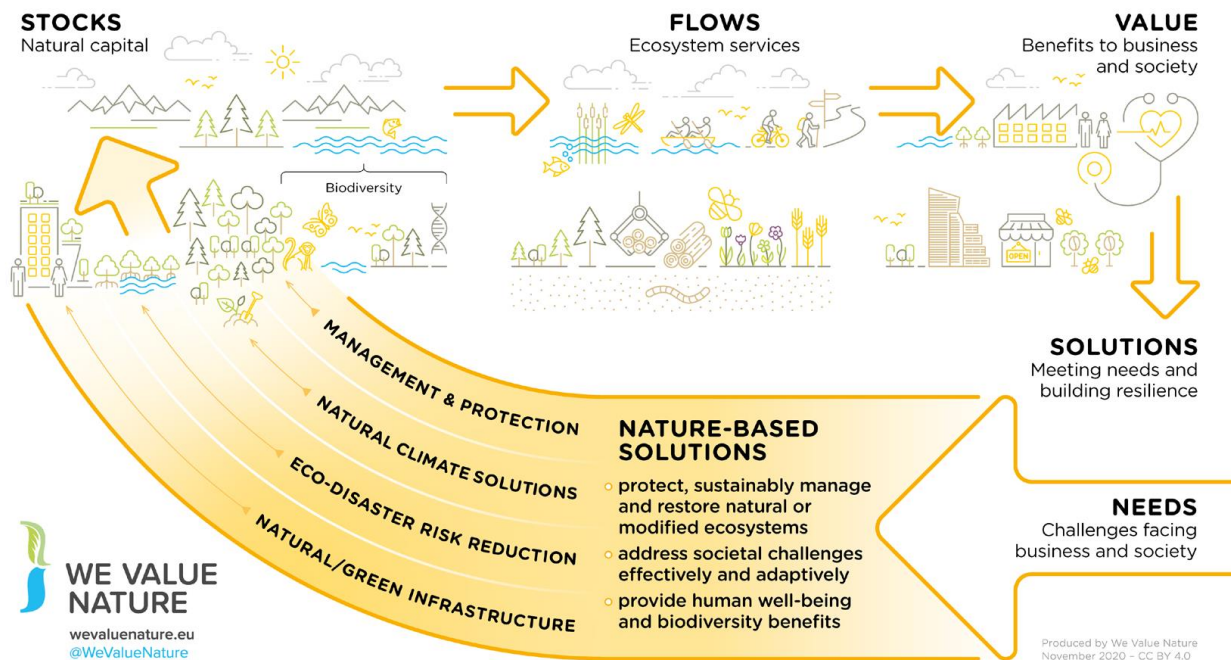 STOCKS
Natural capital
FLOWS
Ecosystem services
VALUE
Benefits to business
and society
Biodiversity
OPEN
SOLUTIONS
Meeting needs and
building resilience
MANAGEMENT & PROTECTION
NATURAL CLIMATE SOLUTIONS
ECO-DISASTER RISK REDUCTION
NATURAL/GREEN INFRASTRUCTURE
NATURE-BASED
SOLUTIONS
protect, sustainably manage
and restore natural or
modified ecosystems
address societal challenges
effectively and adaptively
provide human well-being
and biodiversity benefits
NEEDS
Challenges facing
business and society
WE VALUE
NATURE
wevaluenature.eu
@WeValueNature
Produced by We Value Nature
November 2020 – CC BY 4.0